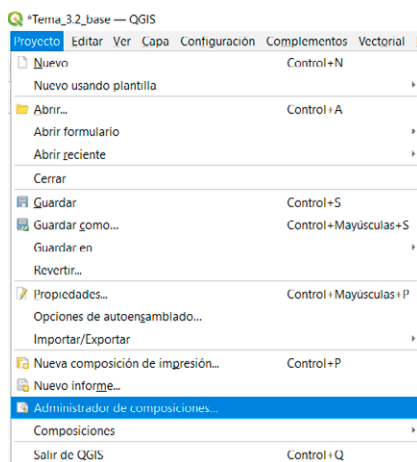 *Tema_3.2_base — QGIS
Proyecto Editar Ver Capa Configuración Complementos Vectorial
Nuevo Control+N
Nuevo usando plantilla
Abrir... Control+A
Abrir formulario
Abrir reciente
Cerrar
Guardar Control+S
Guardar como... Control+Mayúsculas+S
Guardar en
Revertir...
Propiedades... Control+Mayúsculas+P
Opciones de autoensamblado...
Importar/Exportar
Nueva composición de impresión... Control+P
Nuevo informe...
Administrador de composiciones...
Composiciones
Salir de QGIS Control+Q